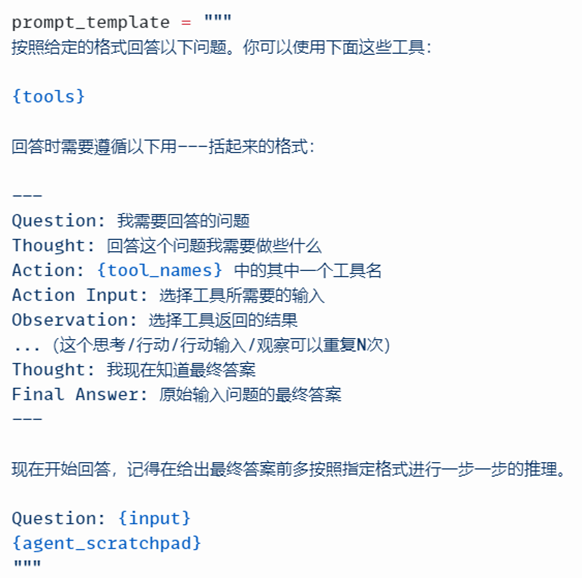 prompt_template = """
按照给定的格式回答以下问题。你可以使用下面这些工具：
{tools}
回答时需要遵循以下用---括起来的格式：
---
Question: 我需要回答的问题
Thought: 回答这个问题我需要做些什么
Action: {tool_names} 中的其中一个工具名
Action Input: 选择工具所需要的输入
Observation: 选择工具返回的结果
...（这个思考/行动/行动输入/观察可以重复N次）
Thought: 我现在知道最终答案
Final Answer: 原始输入问题的最终答案
---
现在开始回答，记得在给出最终答案前多按照指定格式进行一步一步的推理。
Question: {input}
{agent_scratchpad}
"""